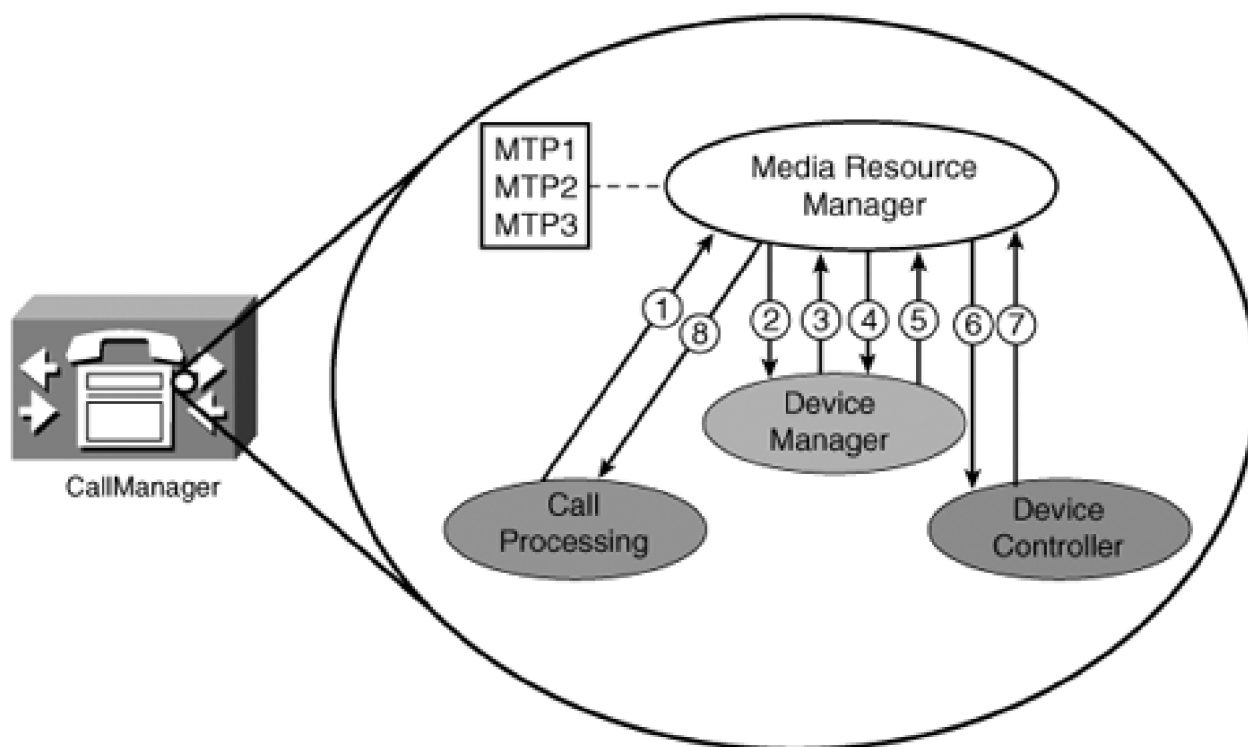 MTP1
MTP2
MTP3
Media Resource
Manager
1
8
2
3
4
5
6
7
Device
Manager
CallManager
Call
Processing
Device
Controller